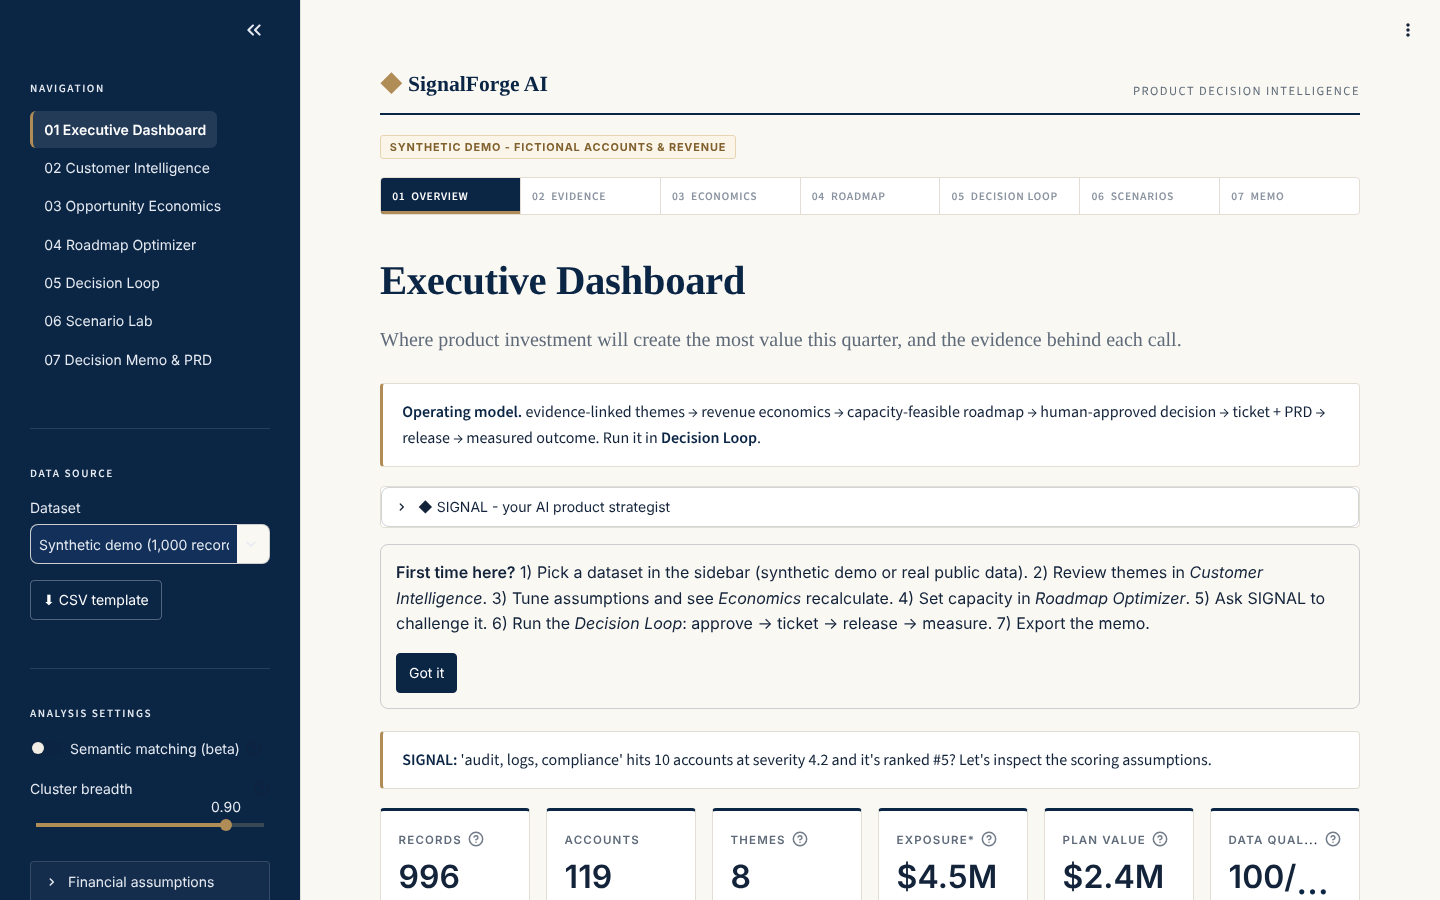 NAVIGATION
01 Executive Dashboard
02 Customer Intelligence
03 Opportunity Economics
04 Roadmap Optimizer
05 Decision Loop
06 Scenario Lab
07 Decision Memo & PRD
DATA SOURCE
Dataset
Synthetic demo (1,000 recor
⬇ CSV template
ANALYSIS SETTINGS
Semantic matching (beta)
Cluster breadth
0.90
Financial assumptions
SignalForge AI
PRODUCT DECISION INTELLIGENCE
SYNTHETIC DEMO - FICTIONAL ACCOUNTS & REVENUE
01 OVERVIEW
02 EVIDENCE
03 ECONOMICS
04 ROADMAP
05 DECISION LOOP
06 SCENARIOS
07 MEMO
Executive Dashboard
Where product investment will create the most value this quarter, and the evidence behind each call.
Operating model. evidence-linked themes → revenue economics → capacity-feasible roadmap → human-approved decision → ticket + PRD →
release → measured outcome. Run it in Decision Loop.
◆ SIGNAL - your AI product strategist
First time here? 1) Pick a dataset in the sidebar (synthetic demo or real public data). 2) Review themes in Customer
Intelligence. 3) Tune assumptions and see Economics recalculate. 4) Set capacity in Roadmap Optimizer. 5) Ask SIGNAL to
challenge it. 6) Run the Decision Loop: approve → ticket → release → measure. 7) Export the memo.
Got it
SIGNAL: 'audit, logs, compliance' hits 10 accounts at severity 4.2 and it's ranked #5? Let's inspect the scoring assumptions.
RECORDS
996
ACCOUNTS
119
THEMES
8
EXPOSURE*
$4.5M
PLAN VALUE
$2.4M
DATA QUAL...
100/...